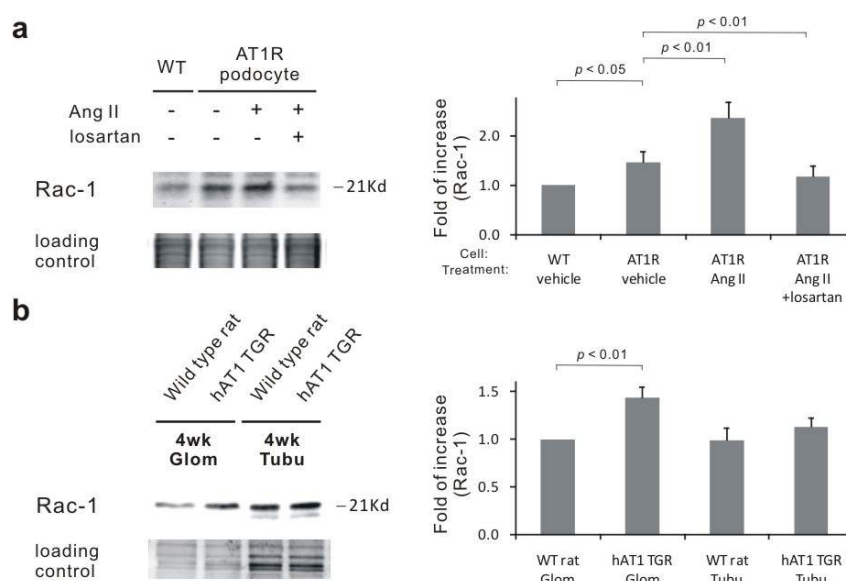 a
WT
AT1R
podocyte
Ang II - - + +
losartan - - - +
Rac-1
–21Kd
loading
control
p < 0.01
p < 0.01
p < 0.05
Fold of increase
(Rac-1)
2.0
1.0
0.0
Cell: WT AT1R AT1R AT1R
Treatment: vehicle vehicle Ang II Ang II
+losartan
b
Wild type rat
hAT1 TGR
Wild type rat
hAT1 TGR
4wk 4wk
Glom Tubu
Rac-1
–21Kd
loading
control
p < 0.01
Fold of increase
(Rac-1)
1.5
1.0
0.5
0.0
WT rat hAT1 TGR WT rat hAT1 TGR
Glom Glom Tubu Tubu